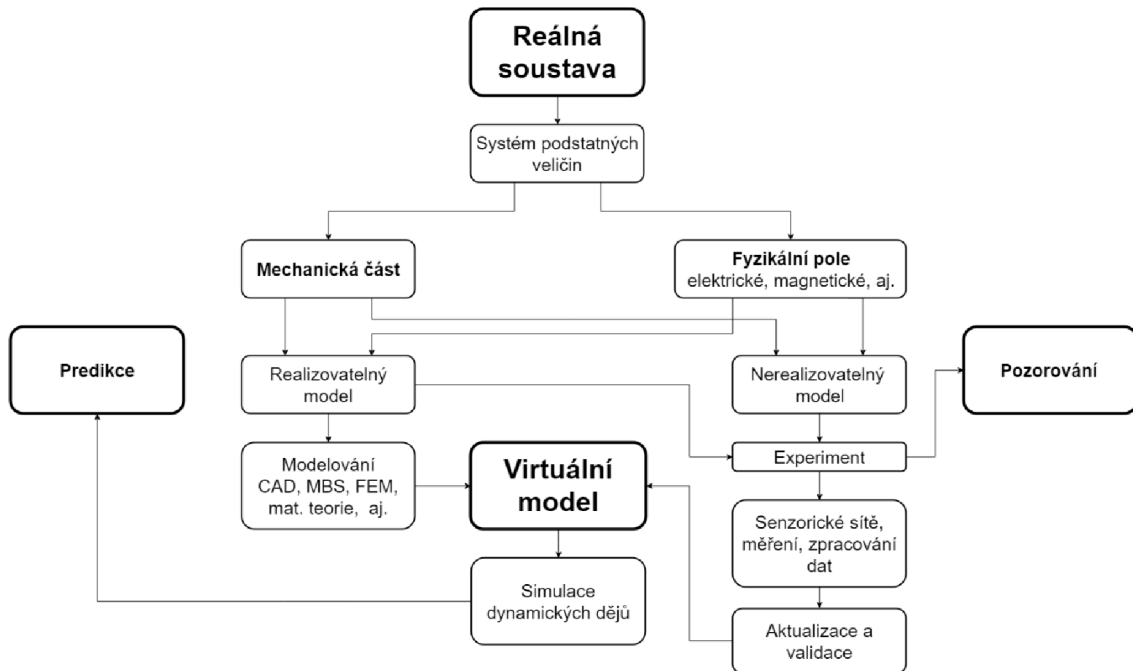 Reálná
soustava
Systém podstatných
veličin
Mechanická část
Fyzikální pole
elektrické, magnetické, aj.
Predikce
Realizovatelný
model
Nerealizovatelný
model
Pozorování
Modelování
CAD, MBS, FEM,
mat. teorie, aj.
Virtuální
model
Experiment
Senzorické sítě,
měření, zpracování
dat
Simulace
dynamických dějů
Aktualizace a
validace